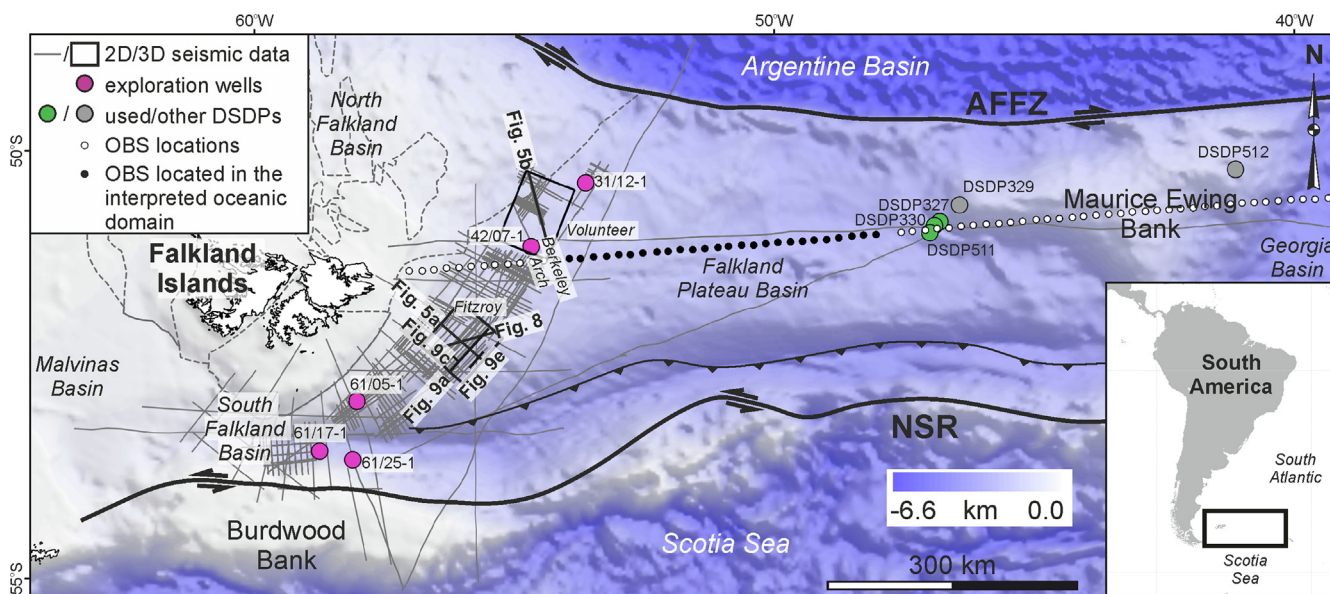 60°W
50°W
40°W
50°S
55°S
/ 2D/3D seismic data
exploration wells
/ used/other DSDPs
OBS locations
OBS located in the
interpreted oceanic
domain
North
Falkland
Basin
Argentine Basin
AFFZ
N
Fig. 5b
31/12-1
DSDP512
DSDP329
DSDP327
DSDP330
DSDP511
Maurice Ewing
Bank
42/07-1
Volunteer
Berkeley
Arch
Falkland
Islands
Falkland
Plateau Basin
Georgia
Basin
Fitzroy
Fig. 5a
Fig. 8
Fig. 9c
Fig. 9e
Fig. 9a
Malvinas
Basin
61/05-1
South
Falkland
Basin
61/17-1
61/25-1
NSR
Burdwood
Bank
Scotia Sea
-6.6 km 0.0
300 km
South
America
South
Atlantic
Scotia
Sea